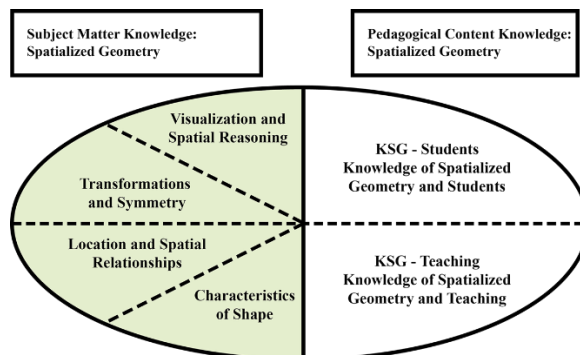 Subject Matter Knowledge:
Spatialized Geometry
Pedagogical Content Knowledge:
Spatialized Geometry
Visualization and
Spatial Reasoning
Transformations
and Symmetry
Location and Spatial
Relationships
Characteristics
of Shape
KSG - Students
Knowledge of Spatialized
Geometry and Students
KSG - Teaching
Knowledge of Spatialized
Geometry and Teaching